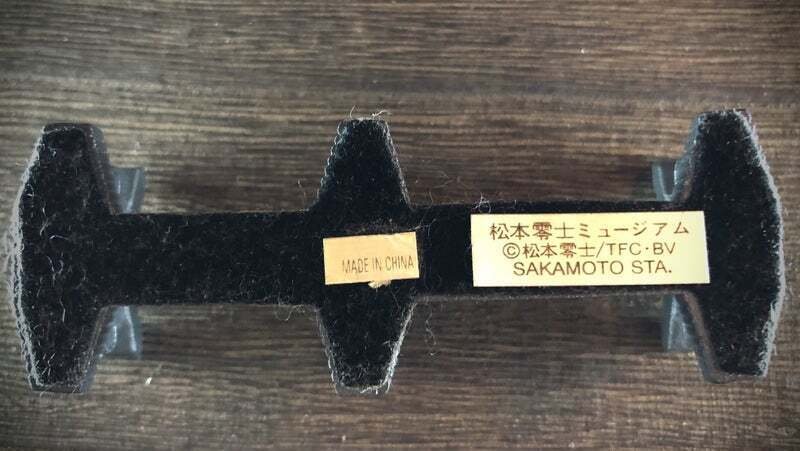 MADE IN CHINA
松本零士ミュージアム
©松本零士/TFC・BV
SAKAMOTO STA.